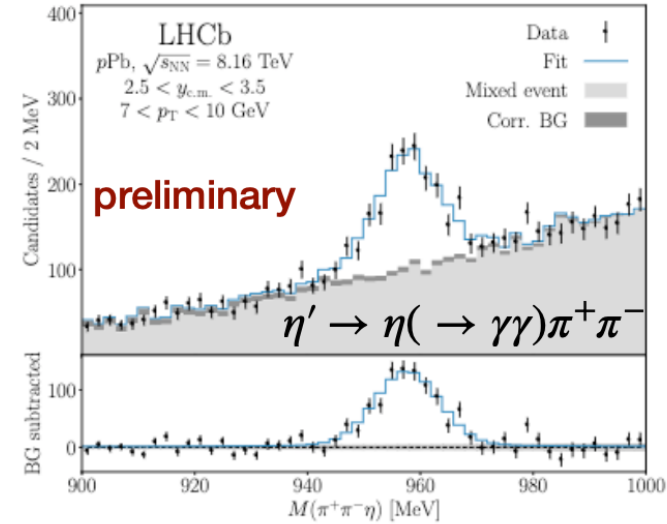 400
300
200
100
Candidates / 2 MeV
LHCb
pPb, √sNN = 8.16 TeV
2.5 < yc.m. < 3.5
7 < pT < 10 GeV
Data
Fit
Mixed event
Corr. BG
preliminary
η′ → η(→ γγ)π⁺π⁻
100
0
BG subtracted
900 920 940 960 980 1000
M(π⁺π⁻η) [MeV]